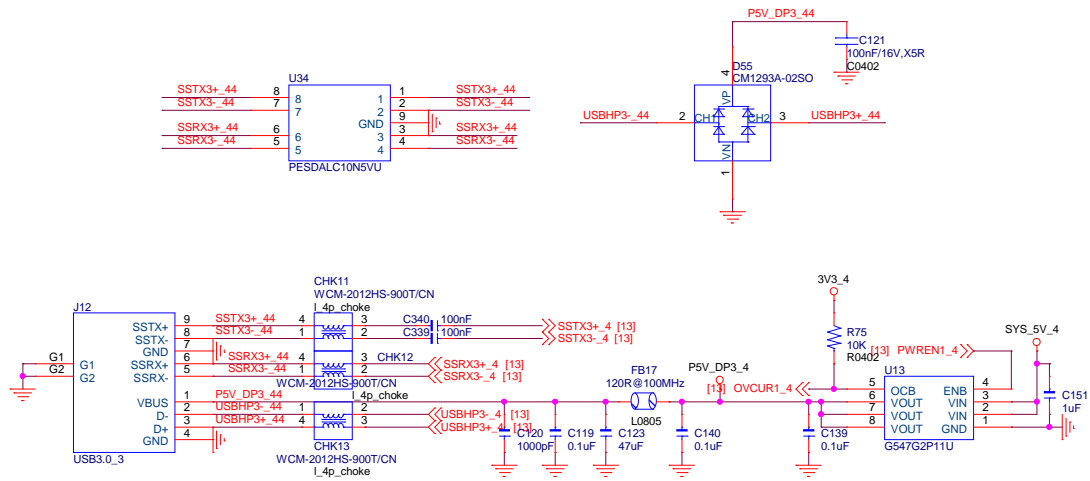 P5V_DP3_44
C121
100nF/16V,X5R
C0402
U34
SSTX3+_44 8 8 1 1 SSTX3+_44
SSTX3-_44 7 7 2 2 SSTX3-_44
GND 9
SSRX3+_44 6 6 3 3 SSRX3+_44
SSRX3-_44 5 5 4 4 SSRX3-_44
PESDALC10N5VU
D55
CM1293A-02SO
4
VP
USBHP3-_44 2 CH1 CH2 3 USBHP3+_44
VN
1
CHK11
WCM-2012HS-900T/CN
l_4p_choke
J12
SSTX+ 9 SSTX3+_44 4 3 C340 100nF SSTX3+_4 [13]
SSTX- 8 SSTX3-_44 1 2 C339 100nF SSTX3-_4 [13]
GND 7
G1 G1 SSRX+ 6 SSRX3+_44 4 3 CHK12 SSRX3+_4 [13]
G2 G2 SSRX- 5 SSRX3-_44 1 2 SSRX3-_4 [13]
WCM-2012HS-900T/CN
l_4p_choke
VBUS 1 P5V_DP3_44
D- 2 USBHP3-_44 1 2 USBHP3-_4 [13]
D+ 3 USBHP3+_44 4 3 USBHP3+_4 [13]
GND 4
USB3.0_3
CHK13
WCM-2012HS-900T/CN
l_4p_choke
C120
1000pF
C119
0.1uF
C123
47uF
FB17
120R@100MHz
L0805
C140
0.1uF
P5V_DP3_4
3V3_4
R75
10K
R0402
[13] OVCUR1_4
[13] PWREN1_4
SYS_5V_4
C139
0.1uF
U13
5 OCB ENB 4
6 VOUT VIN 3
7 VOUT VIN 2
8 VOUT GND 1
G547G2P11U
C151
1uF